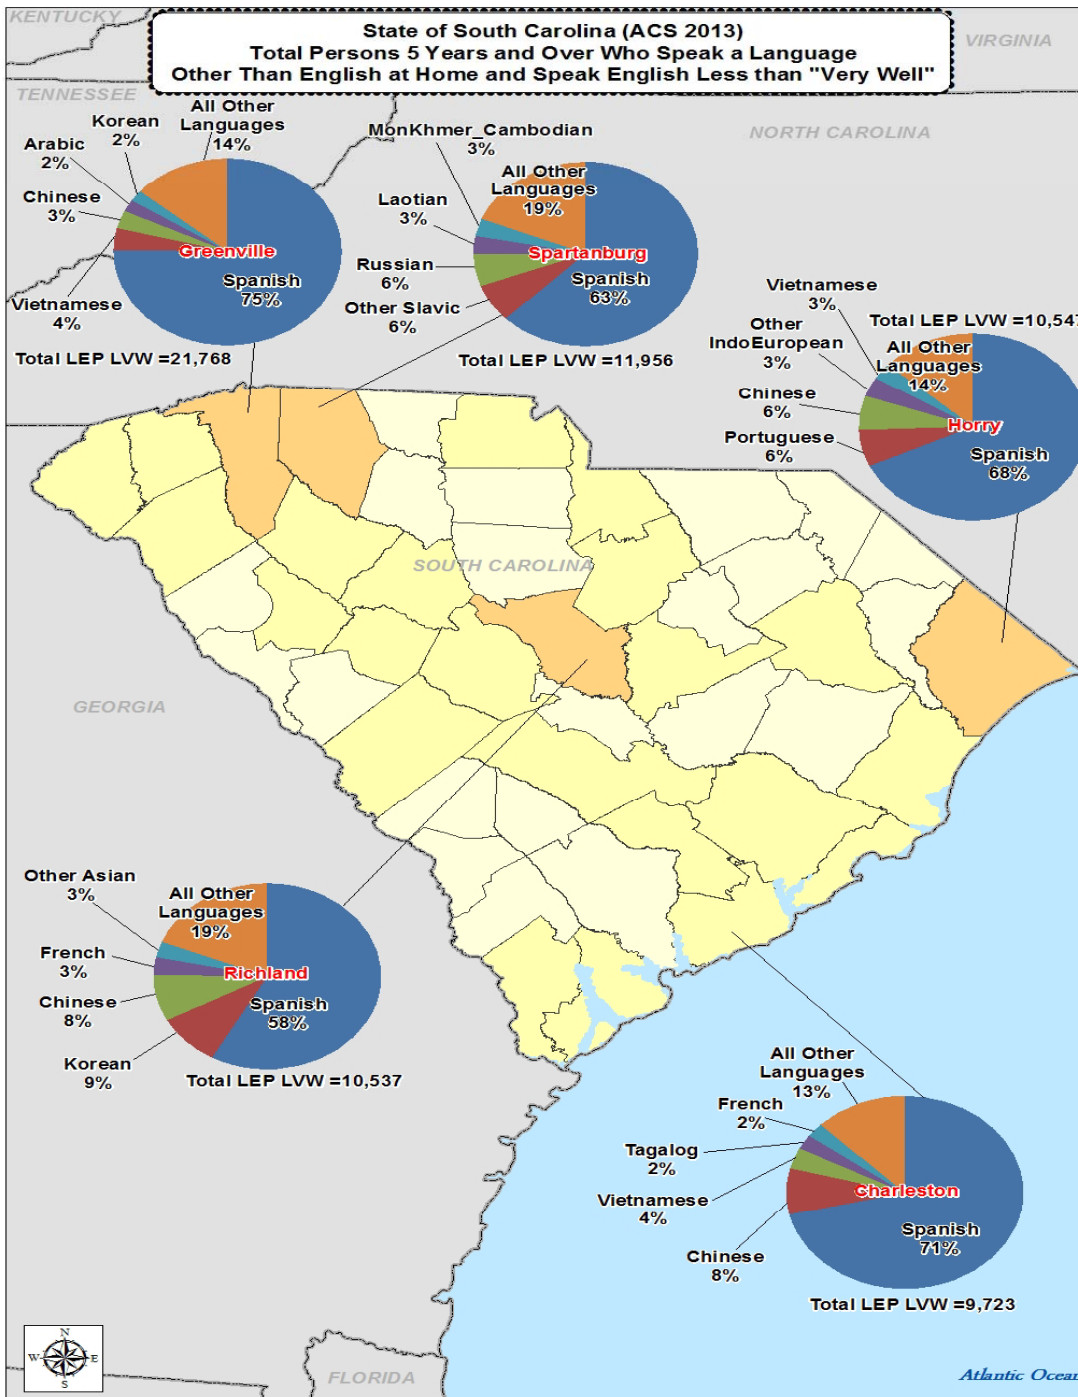 KENTUCKY
VIRGINIA
State of South Carolina (ACS 2013)
Total Persons 5 Years and Over Who Speak a Language
Other Than English at Home and Speak English Less than "Very Well"
TENNESSEE
NORTH CAROLINA
Korean
2%
All Other
Languages
14%
Arabic
2%
Chinese
3%
Greenville
Spanish
75%
Vietnamese
4%
Total LEP LVW =21,768
MonKhmer_Cambodian
3%
All Other
Languages
19%
Laotian
3%
Spartanburg
Russian
6%
Spanish
63%
Other Slavic
6%
Total LEP LVW =11,956
Vietnamese
3%
Total LEP LVW =10,547
Other
IndoEuropean
3%
All Other
Languages
14%
Chinese
6%
Horry
Portuguese
6%
Spanish
68%
SOUTH CAROLINA
GEORGIA
Other Asian
3%
All Other
Languages
19%
French
3%
Richland
Chinese
8%
Spanish
58%
Korean
9%
Total LEP LVW =10,537
All Other
Languages
13%
French
2%
Tagalog
2%
Vietnamese
4%
Charleston
Spanish
71%
Chinese
8%
Total LEP LVW =9,723
N
W
E
S
FLORIDA
Atlantic Ocean